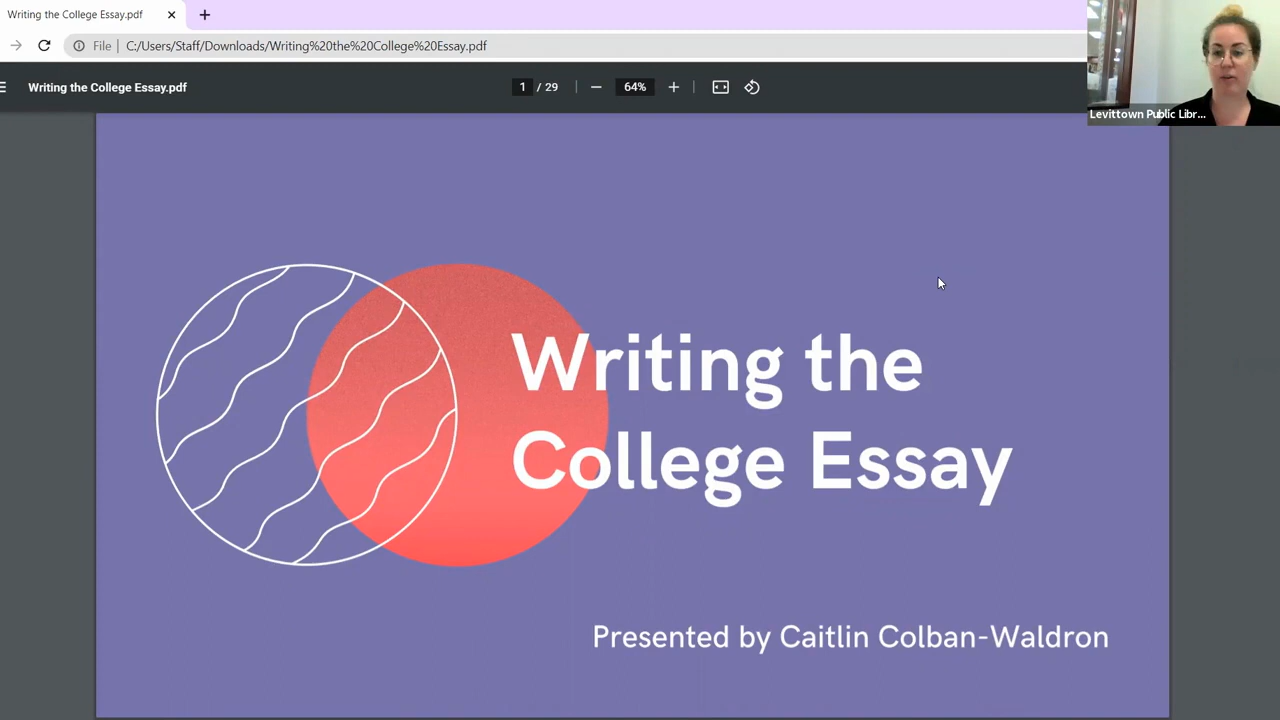 Writing the College Essay.pdf
File C:/Users/Staff/Downloads/Writing%20the%20College%20Essay.pdf
Writing the College Essay.pdf
1 / 29
64%
Levittown Public Libr...
Writing the
College Essay
Presented by Caitlin Colban-Waldron